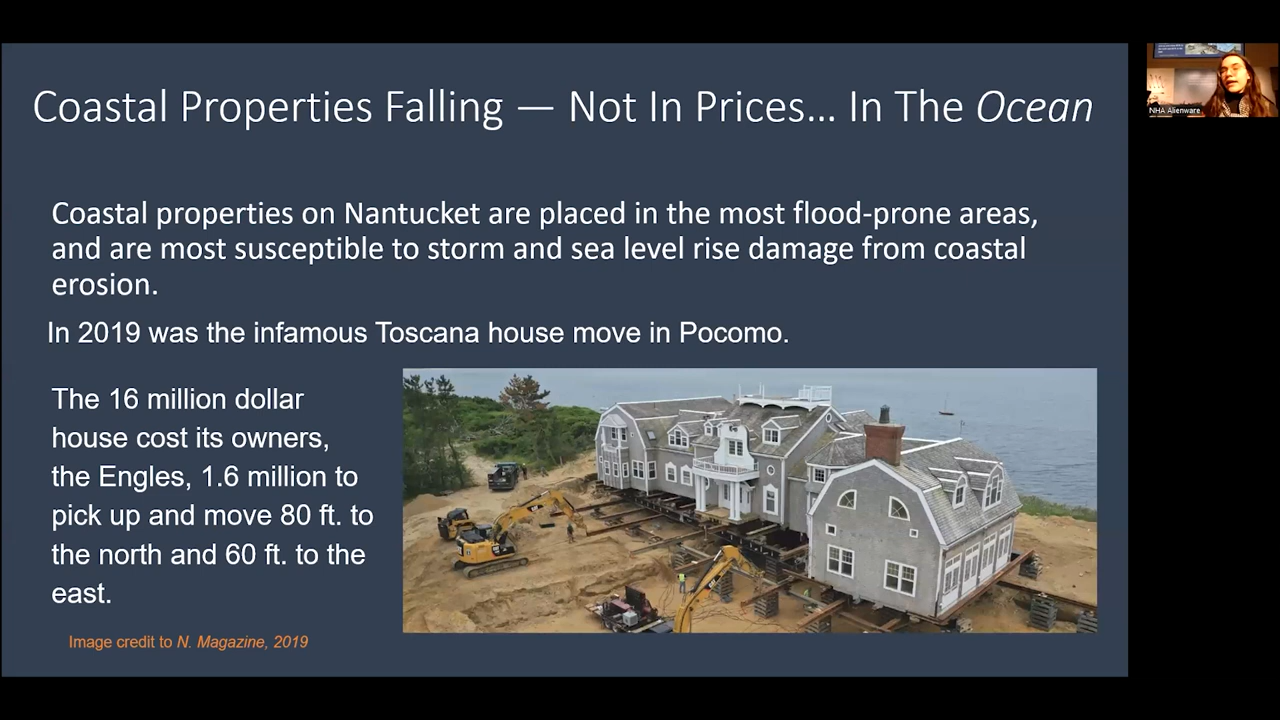 Coastal Properties Falling — Not In Prices… In The Ocean
Coastal properties on Nantucket are placed in the most flood-prone areas,
and are most susceptible to storm and sea level rise damage from coastal
erosion.
In 2019 was the infamous Toscana house move in Pocomo.
The 16 million dollar
house cost its owners,
the Engles, 1.6 million to
pick up and move 80 ft. to
the north and 60 ft. to the
east.
Image credit to N. Magazine, 2019
NHA Alienware